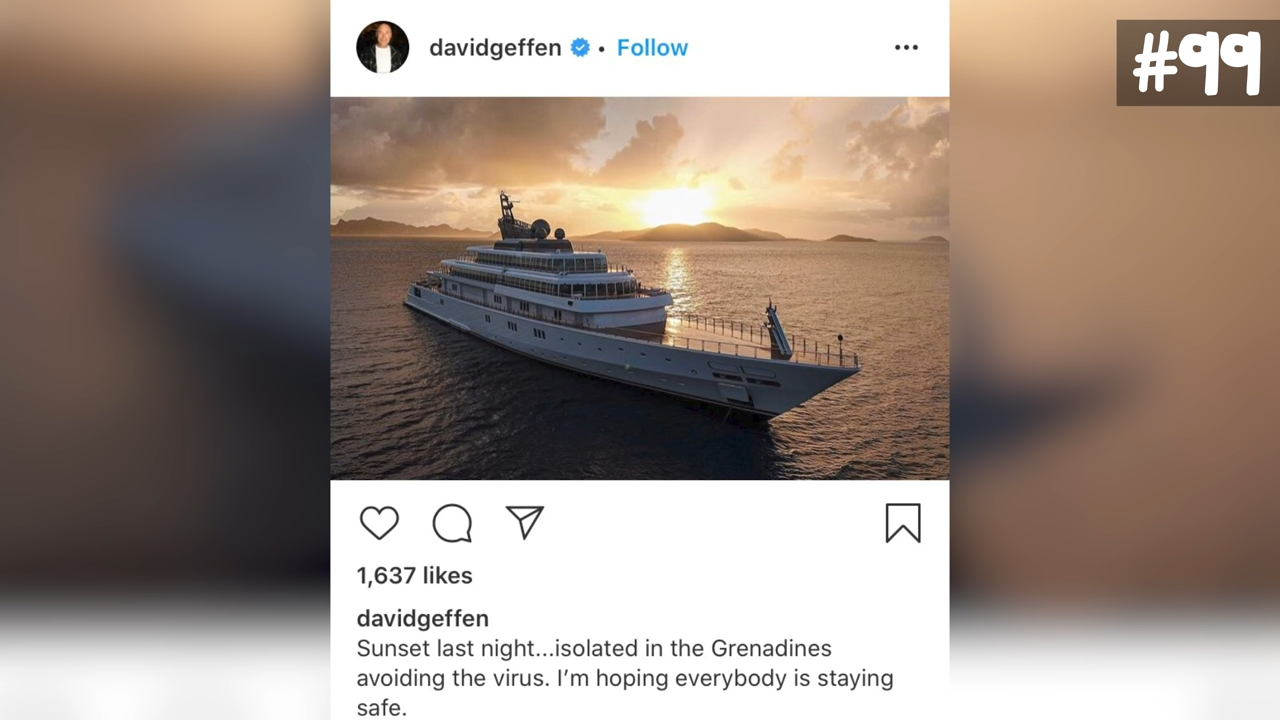 davidgeffen • Follow
#99
1,637 likes
davidgeffen
Sunset last night...isolated in the Grenadines
avoiding the virus. I'm hoping everybody is staying
safe.